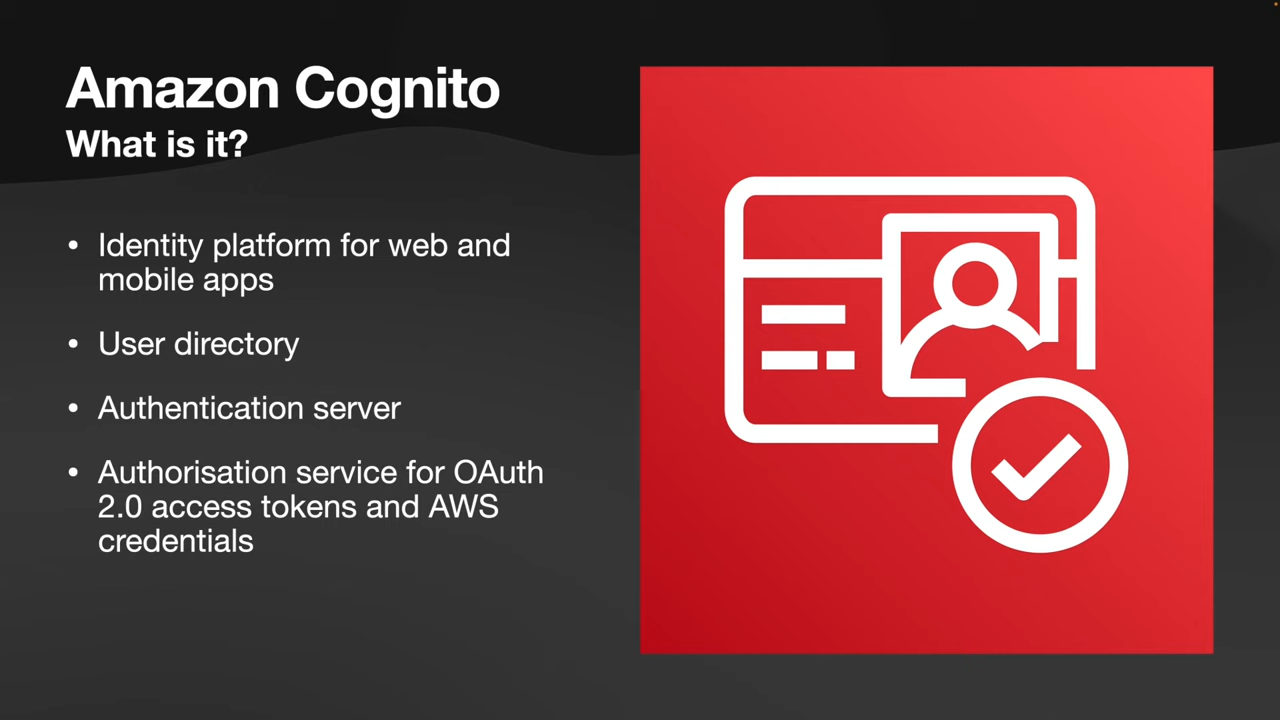 Amazon Cognito
What is it?
• Identity platform for web and
mobile apps
• User directory
• Authentication server
• Authorisation service for OAuth
2.0 access tokens and AWS
credentials